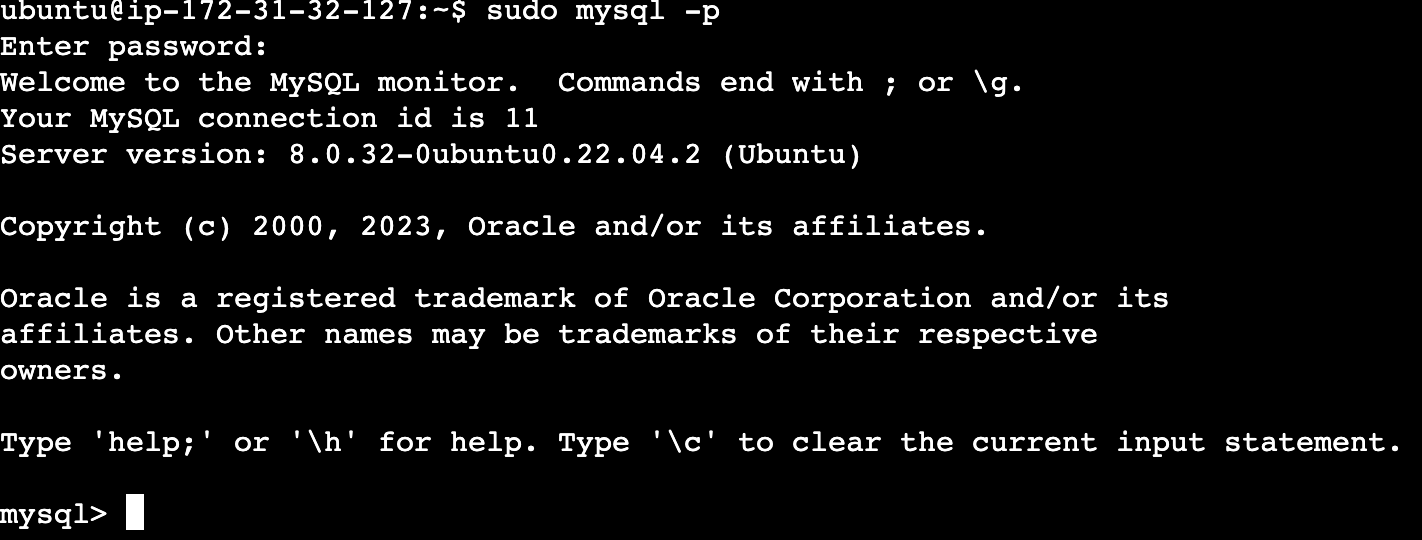 ubuntu@ip-172-31-32-127:~$ sudo mysql -p
Enter password:
Welcome to the MySQL monitor.  Commands end with ; or \g.
Your MySQL connection id is 11
Server version: 8.0.32-0ubuntu0.22.04.2 (Ubuntu)
Copyright (c) 2000, 2023, Oracle and/or its affiliates.
Oracle is a registered trademark of Oracle Corporation and/or its
affiliates. Other names may be trademarks of their respective
owners.
Type 'help;' or '\h' for help. Type '\c' to clear the current input statement.
mysql>